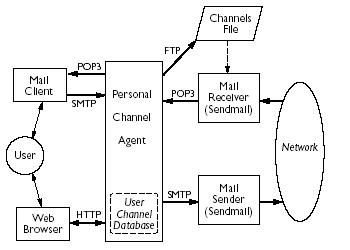 Channels
File
FTP
POP3
Mail
Client
SMTP
Personal
Channel
Agent
POP3
Mail
Receiver
(Sendmail)
User
Network
User
Channel
Database
SMTP
Mail
Sender
(Sendmail)
Web
Browser
HTTP